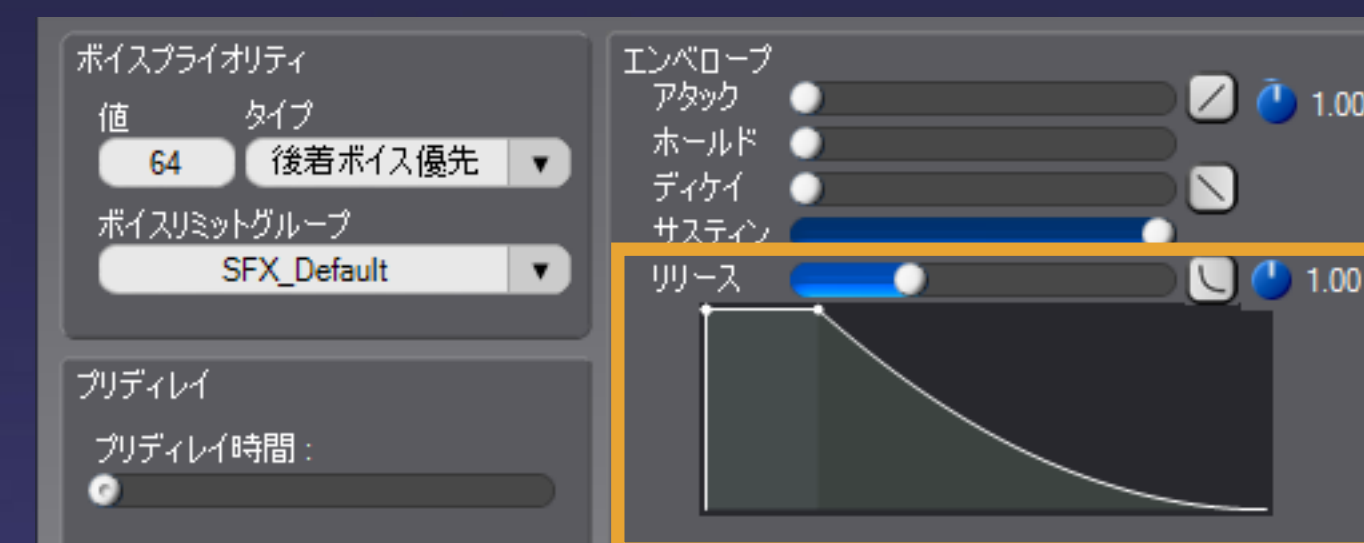 ボイスプライオリティ
値 タイプ
64 後着ボイス優先
ボイスリミットグループ
SFX_Default
プリディレイ
プリディレイ時間 :
エンベロープ
アタック 1.00
ホールド
ディケイ
サスティン
リリース 1.00